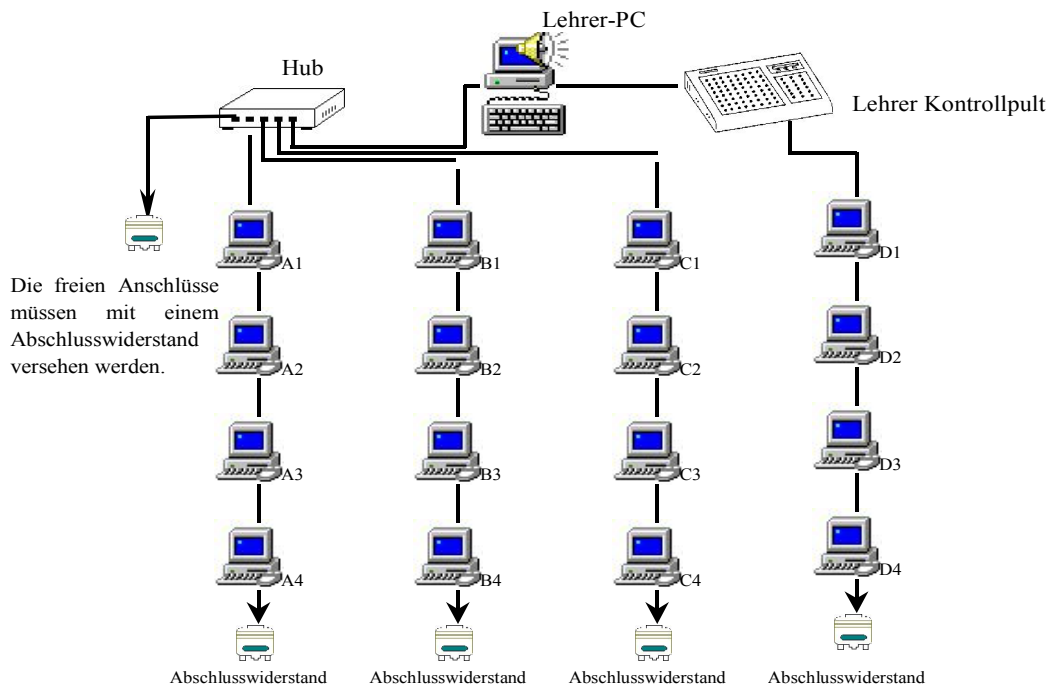 Lehrer-PC
Hub
Lehrer Kontrollpult
Die freien Anschlüsse
müssen mit einem
Abschlusswiderstand
versehen werden.
A1
B1
C1
D1
A2
B2
C2
D2
A3
B3
C3
D3
A4
B4
C4
D4
Abschlusswiderstand
Abschlusswiderstand
Abschlusswiderstand
Abschlusswiderstand